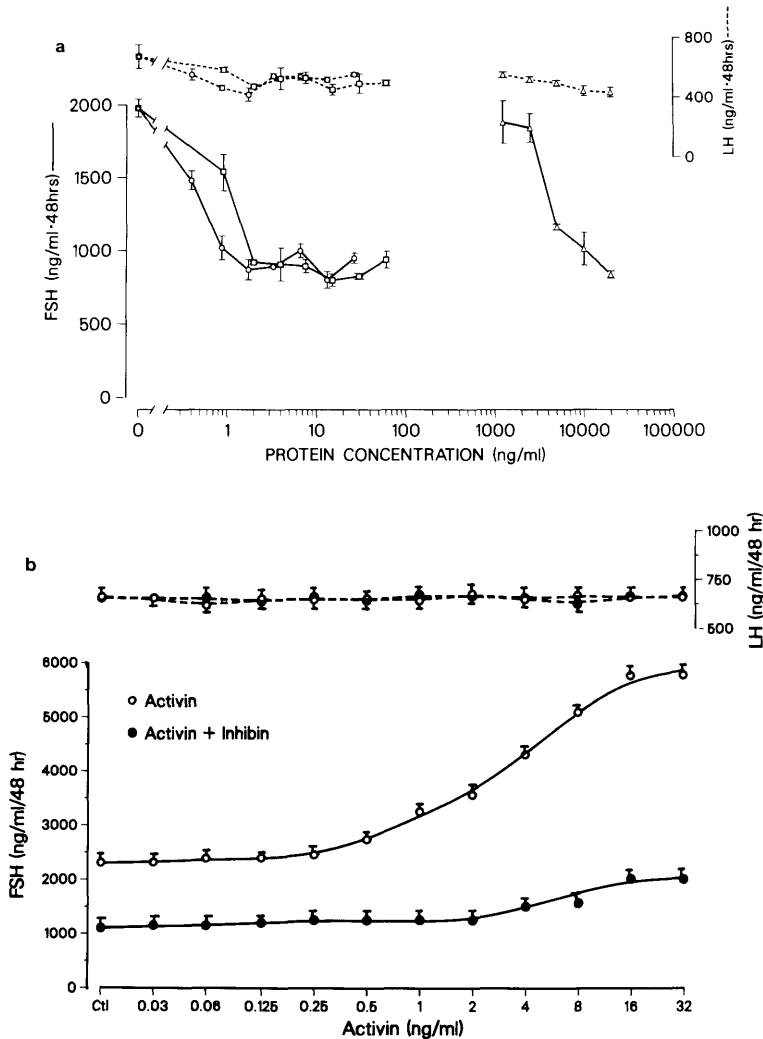 a
800
400
0
LH (ng/ml·48hrs)
2000
1500
1000
500
0
FSH (ng/ml·48hrs)
0 1 10 100 1000 10000 100000
PROTEIN CONCENTRATION (ng/ml)
b
1000
750
500
LH (ng/ml/48 hr)
6000
5000
4000
3000
2000
1000
0
FSH (ng/ml/48 hr)
Activin
Activin + Inhibin
Ctl 0.03 0.06 0.125 0.25 0.5 1 2 4 8 16 32
Activin (ng/ml)